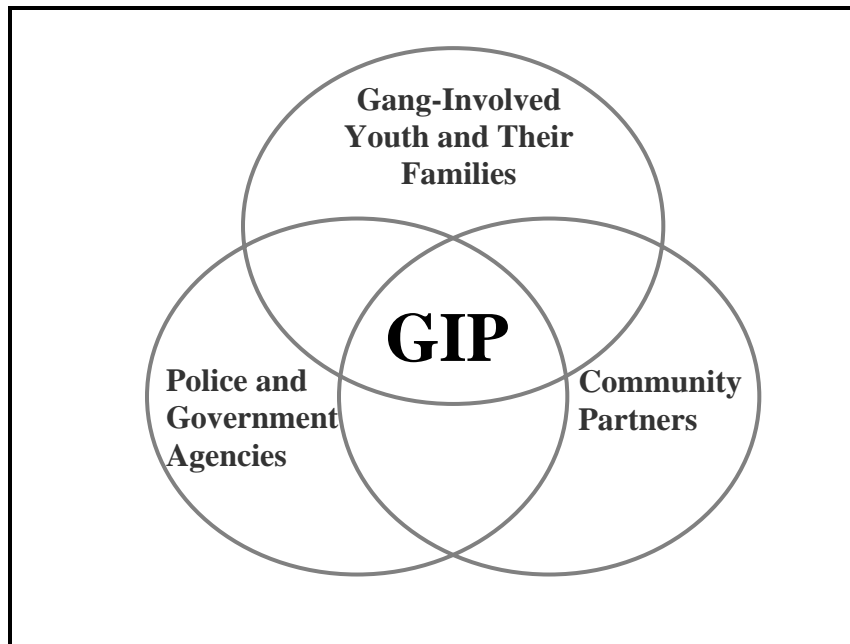 Gang-Involved
Youth and Their
Families
GIP
Police and
Government
Agencies
Community
Partners